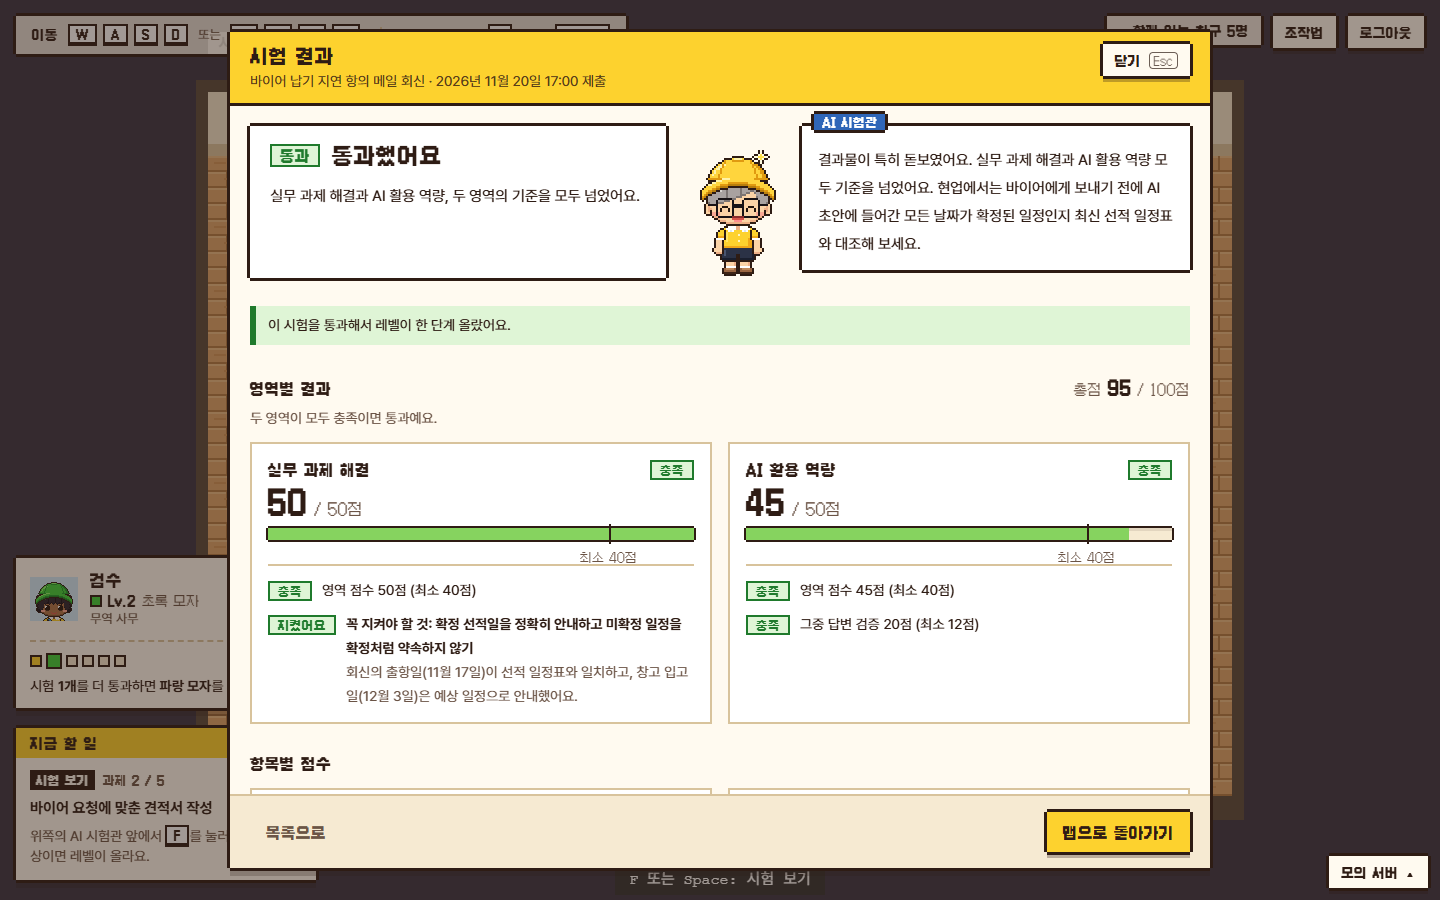 이동 W A S D 또는
친구 5명
조작법
로그아웃
시험 결과
바이어 납기 지연 항의 메일 회신 · 2026년 11월 20일 17:00 제출
닫기 Esc
통과 통과했어요
실무 과제 해결과 AI 활용 역량, 두 영역의 기준을 모두 넘었어요.
AI 시험관
결과물이 특히 돋보였어요. 실무 과제 해결과 AI 활용 역량 모
두 기준을 넘었어요. 현업에서는 바이어에게 보내기 전에 AI
초안에 들어간 모든 날짜가 확정된 일정인지 최신 선적 일정표
와 대조해 보세요.
이 시험을 통과해서 레벨이 한 단계 올랐어요.
영역별 결과
총점 95 / 100점
두 영역이 모두 충족이면 통과예요.
실무 과제 해결
충족
50 / 50점
최소 40점
충족 영역 점수 50점 (최소 40점)
지켰어요 꼭 지켜야 할 것: 확정 선적일을 정확히 안내하고 미확정 일정을
확정처럼 약속하지 않기
회신의 출항일(11월 17일)이 선적 일정표와 일치하고, 창고 입고
일(12월 3일)은 예상 일정으로 안내했어요.
AI 활용 역량
충족
45 / 50점
최소 40점
충족 영역 점수 45점 (최소 40점)
충족 그중 답변 검증 20점 (최소 12점)
항목별 점수
목록으로
맵으로 돌아가기
검수
Lv.2 초록 모자
무역 사무
시험 1개를 더 통과하면 파랑 모자를
지금 할 일
시험 보기 과제 2 / 5
바이어 요청에 맞춘 견적서 작성
위쪽의 AI 시험관 앞에서 F 를 눌러
상이면 레벨이 올라요.
F 또는 Space: 시험 보기
모의 서버 ▲